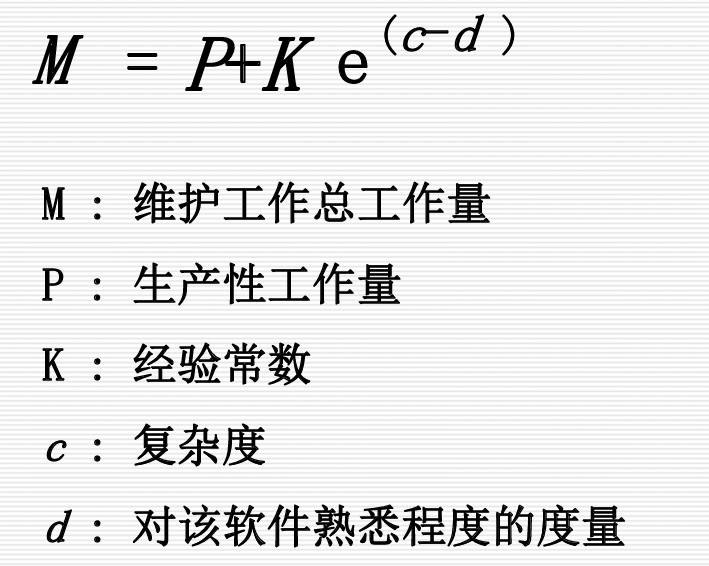 M = P+K e^(c-d)
M : 维护工作总工作量
P : 生产性工作量
K : 经验常数
c : 复杂度
d : 对该软件熟悉程度的度量